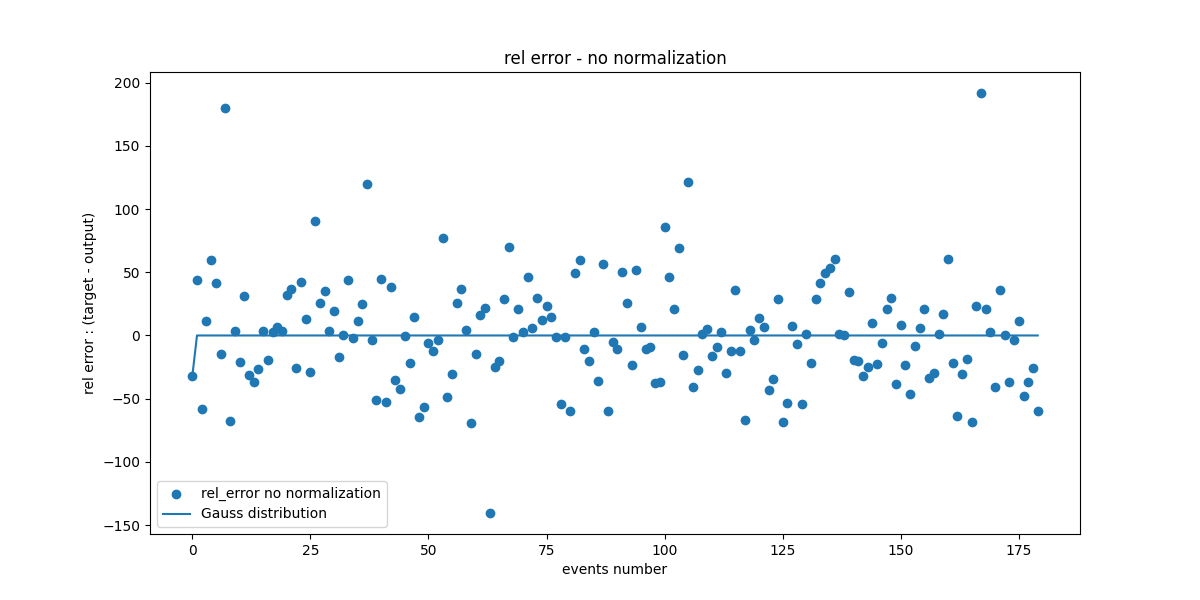 rel error - no normalization
200
150
100
50
0
−50
−100
−150
rel error : (target - output)
rel_error no normalization
Gauss distribution
0 25 50 75 100 125 150 175
events number